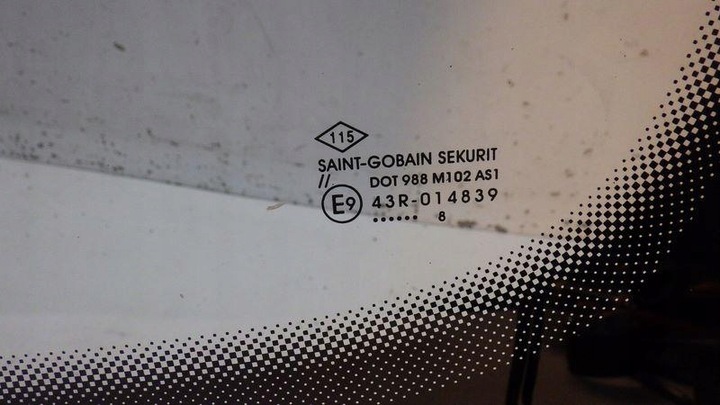 115
SAINT-GOBAIN SEKURIT
// DOT 988 M102 AS1
E9 43R-014839
...... 8